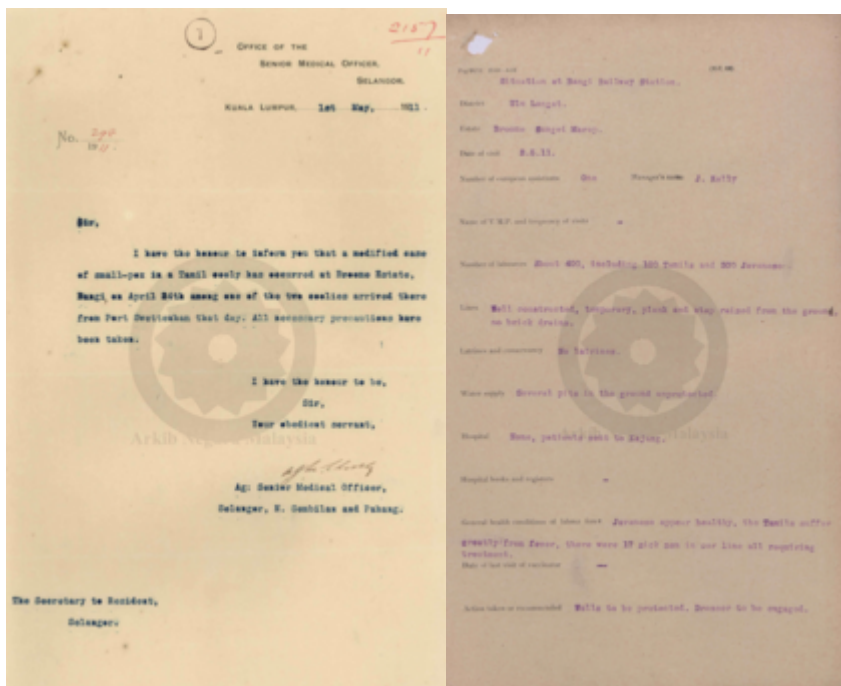 1
2157
11
OFFICE OF THE
SENIOR MEDICAL OFFICER,
SELANGOR.
KUALA LUMPUR, 1st May, 1911.
No.
Sir,
I have the honour to inform you that a modified case
of small-pox in a Tamil cooly has occurred at Broome Estate,
Bangi, on April 24th among one of the two coolies arrived there
from Port Swettenham that day. All necessary precautions have
been taken.
I have the honour to be,
Sir,
Your obedient servant,
Ag: Senior Medical Officer,
Selangor, N. Sembilan and Pahang.
The Secretary to Resident,
Selangor.
Arkib Negara Malaysia
Situation at Bangi Railway Station.
District Ulu Langat.
Estate Broome
Date of visit 2.5.11.
Number of european assistants One Manager's name J. Kelly
Name of V.M.P. and frequency of visits -
Number of labourers About 400, including 100 Tamils and 300 Javanese.
Lines Well constructed, temporary, plank and atap raised from the ground,
no brick drains.
Latrines and conservancy No latrines.
Water supply Several pits in the ground unprotected.
Hospital None, patients sent to Kajang.
Hospital books and registers -
General health conditions of labour force Javanese appear healthy, the Tamils suffer
greatly from fever, there were 17 sick men in one line all requiring
treatment.
Date of last visit of vaccinator -
Action taken or recommended Wells to be protected. Dresser to be engaged.
Malaysia